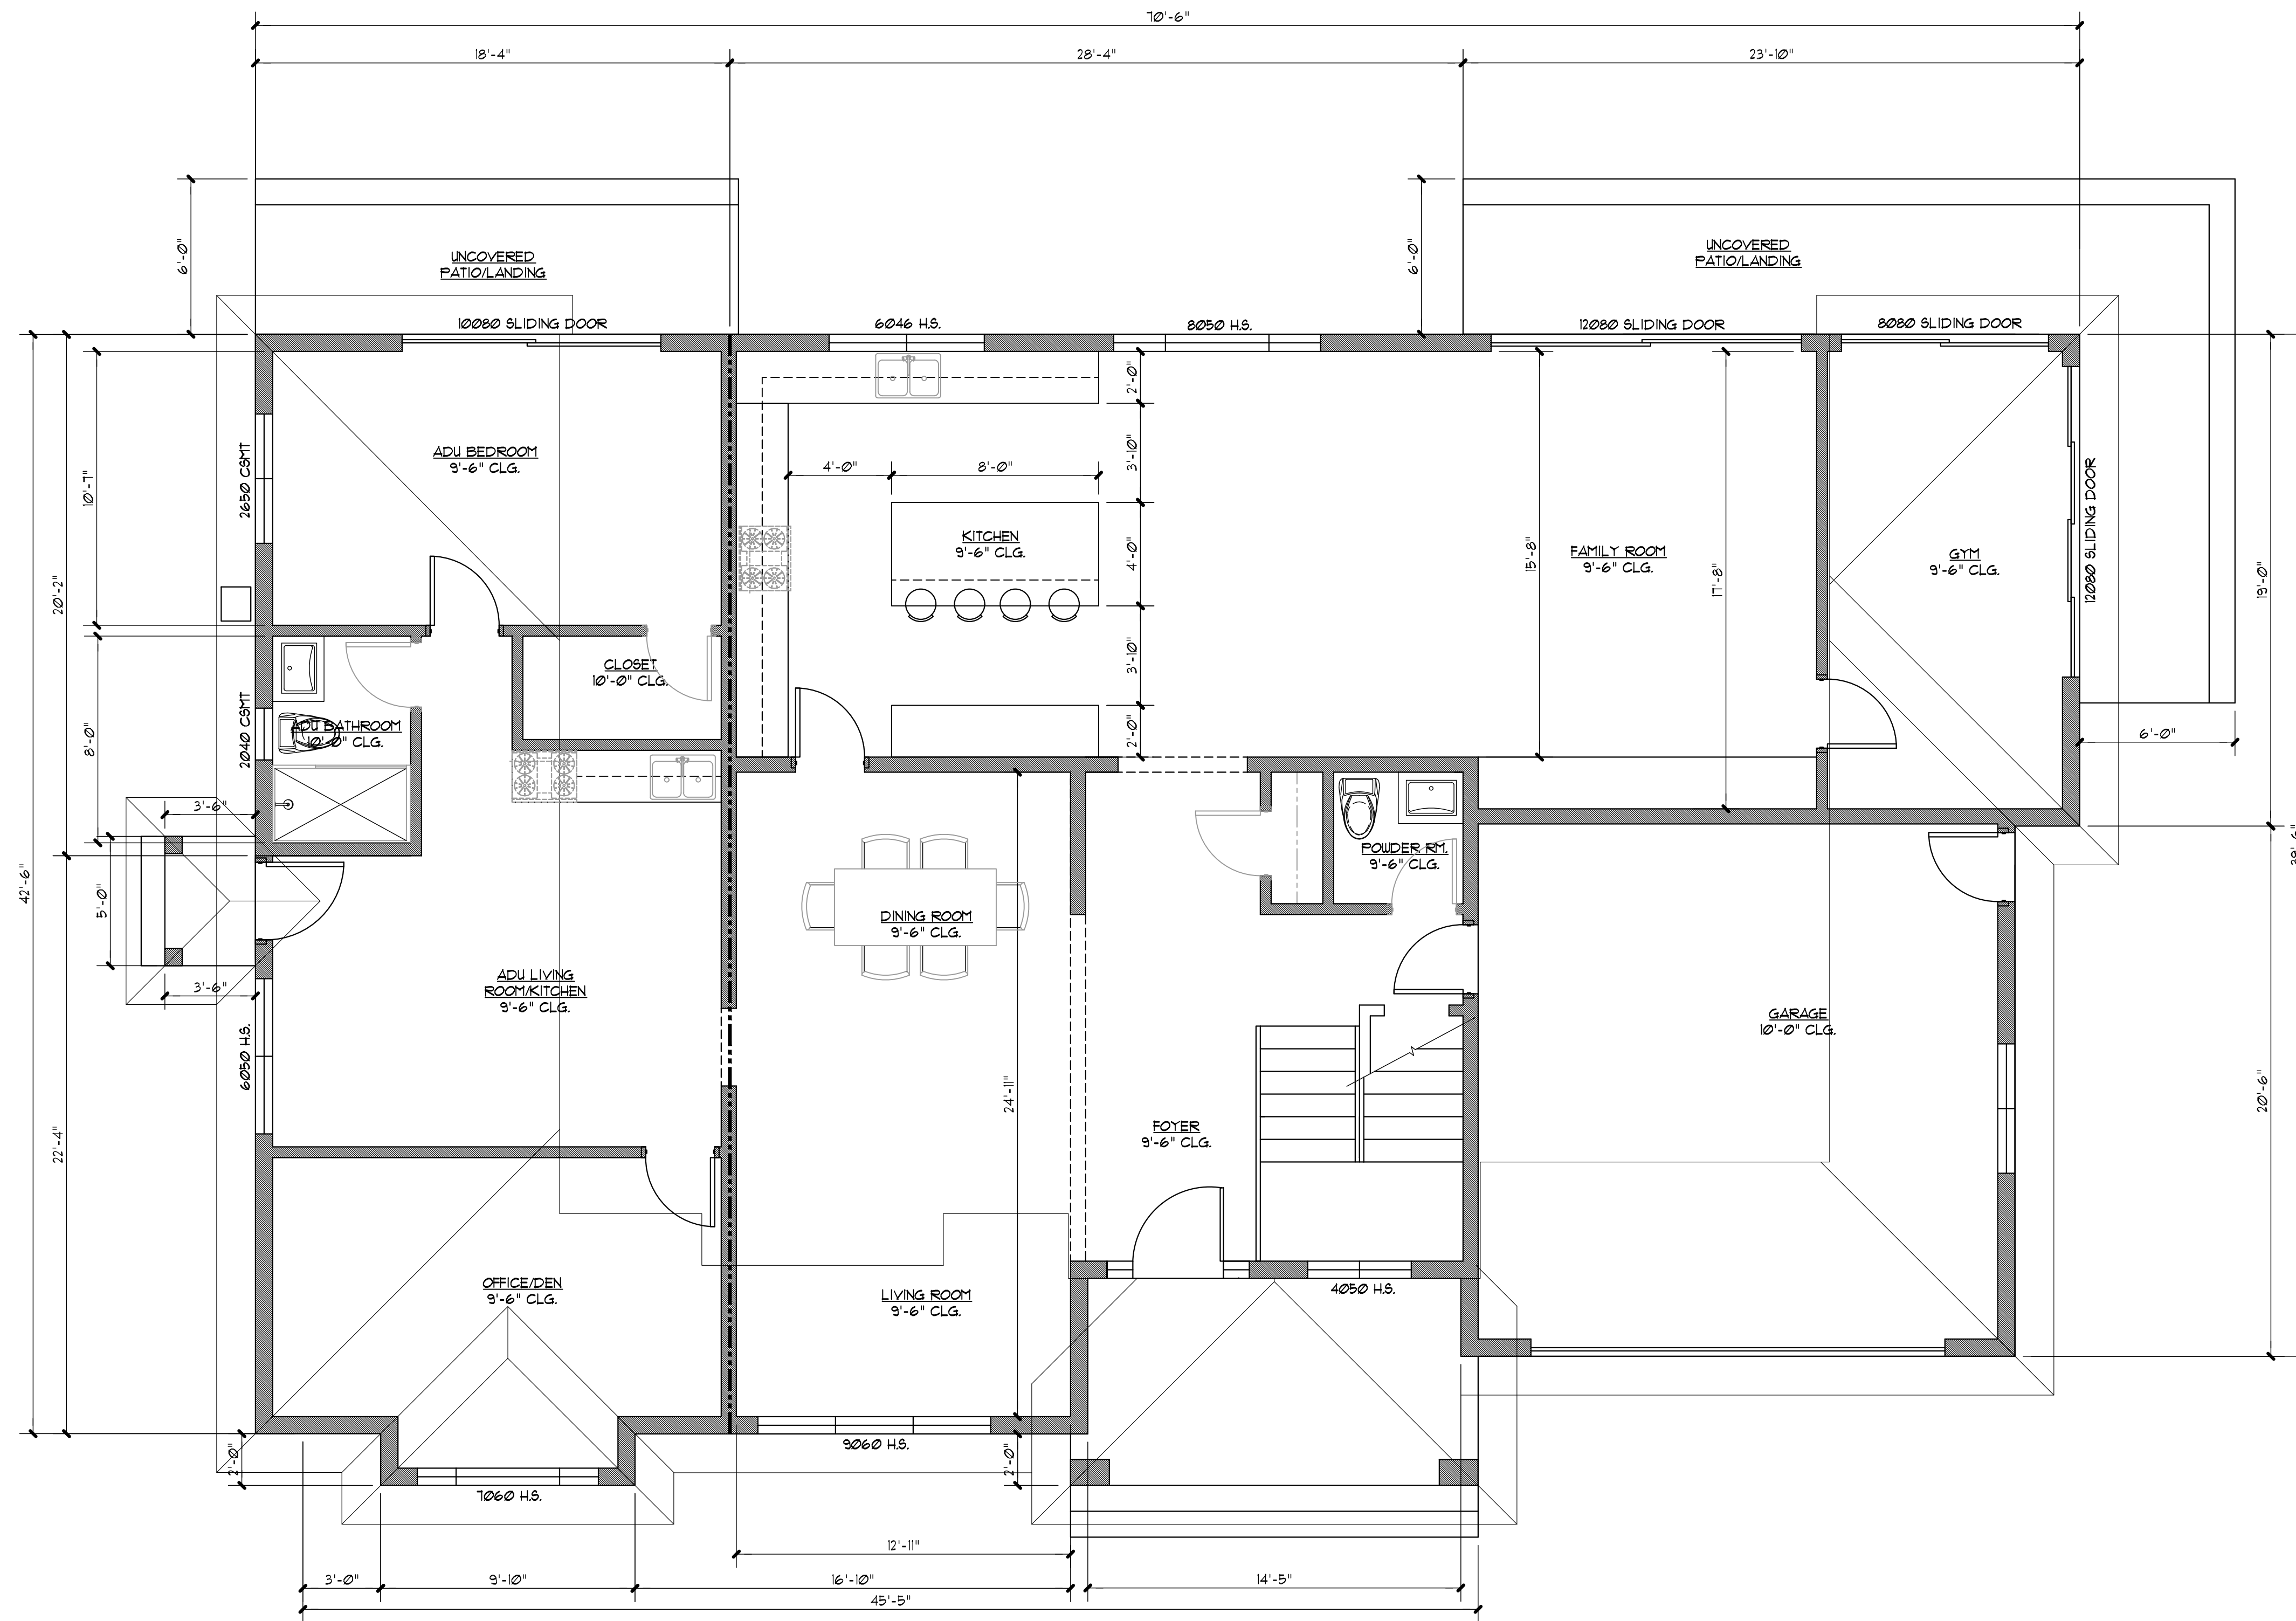 70'-6"
18'-4"
28'-4"
23'-10"
6'-0"
UNCOVERED
PATIO/LANDING
6'-0"
UNCOVERED
PATIO/LANDING
10080 SLIDING DOOR
6046 H.S.
8050 H.S.
12080 SLIDING DOOR
8080 SLIDING DOOR
2'-0"
3'-10"
4'-0"
8'-0"
ADU BEDROOM
9'-6" CLG.
2650 CSMT
10'-7"
20'-2"
42'-6"
KITCHEN
9'-6" CLG.
4'-0"
15'-8"
FAMILY ROOM
9'-6" CLG.
17'-8"
GYM
9'-6" CLG.
12080 SLIDING DOOR
19'-0"
3'-10"
CLOSET
10'-0" CLG.
ADU BATHROOM
10'-0" CLG.
2040 CSMT
8'-0"
2'-0"
6'-0"
3'-6"
5'-0"
3'-6"
POWDER RM.
9'-6" CLG.
39'-6"
DINING ROOM
9'-6" CLG.
ADU LIVING
ROOM/KITCHEN
9'-6" CLG.
6050 H.S.
GARAGE
10'-0" CLG.
24'-11"
20'-6"
22'-4"
FOYER
9'-6" CLG.
OFFICE/DEN
9'-6" CLG.
LIVING ROOM
9'-6" CLG.
4050 H.S.
9060 H.S.
2'-0"
2'-0"
7060 H.S.
12'-11"
3'-0"
9'-10"
16'-10"
14'-5"
45'-5"